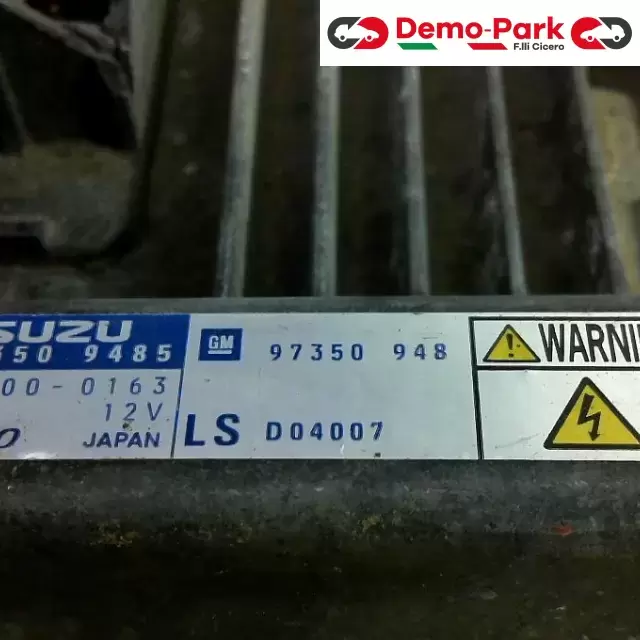 Demo-Park
F.lli Cicero
SUZU
350 9485
00-0163
12V
O
JAPAN
GM
97350 948
LS D04007
WARNI